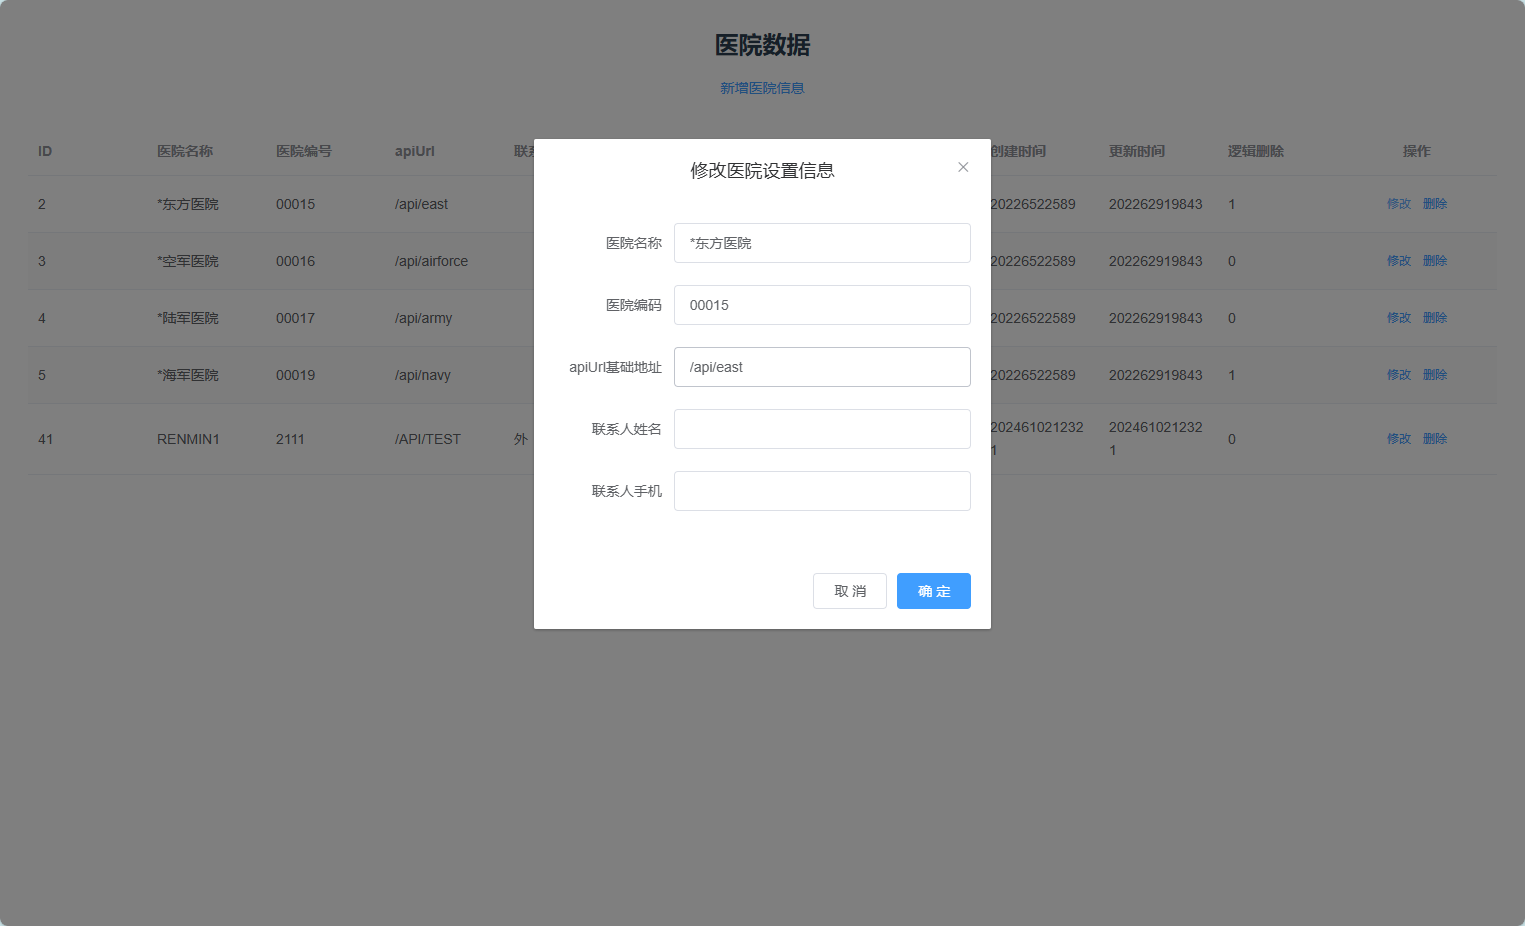 医院数据
新增医院信息
ID 医院名称 医院编号 apiUrl 联 创建时间 更新时间 逻辑删除 操作
2 *东方医院 00015 /api/east 20226522589 202262919843 1 修改 删除
3 *空军医院 00016 /api/airforce 20226522589 202262919843 0 修改 删除
4 *陆军医院 00017 /api/army 20226522589 202262919843 0 修改 删除
5 *海军医院 00019 /api/navy 20226522589 202262919843 1 修改 删除
41 RENMIN1 2111 /API/TEST 外 202461021232 202461021232 0 修改 删除
1 1
修改医院设置信息
医院名称 *东方医院
医院编码 00015
apiUrl基础地址 /api/east
联系人姓名
联系人手机
取 消 确 定